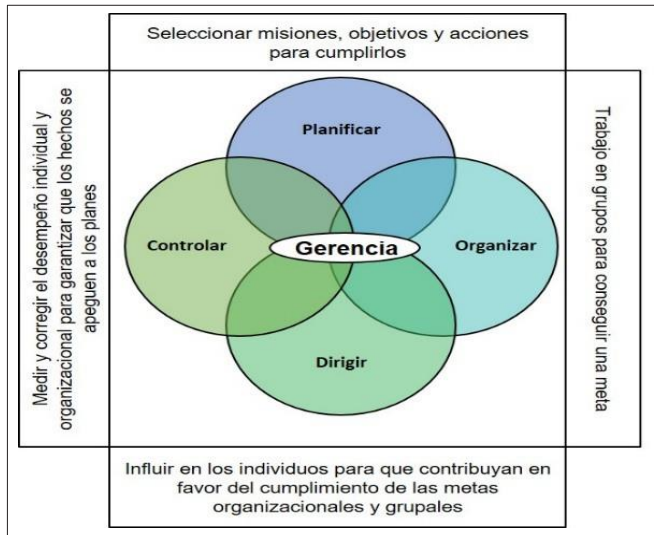 Seleccionar misiones, objetivos y acciones
para cumplirlos
Planificar
Medir y corregir el desempeño individual y
organizacional para garantizar que los hechos se
apeguen a los planes
Controlar
Gerencia
Organizar
Trabajo en grupos para conseguir una
meta
Dirigir
Influir en los individuos para que contribuyan en
favor del cumplimiento de las metas
organizacionales y grupales